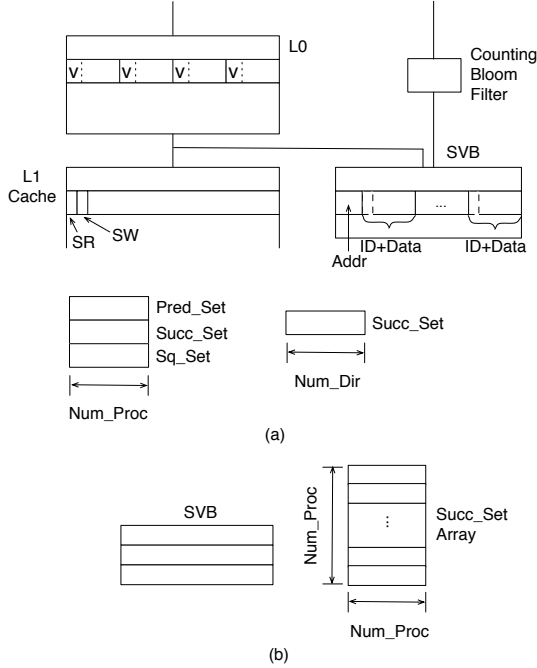 L0
V V V V
Counting
Bloom
Filter
L1
Cache
SVB
SR
SW
...
Addr
ID+Data
ID+Data
Pred_Set
Succ_Set
Sq_Set
Num_Proc
Succ_Set
Num_Dir
(a)
SVB
Num_Proc
...
Succ_Set
Array
Num_Proc
(b)